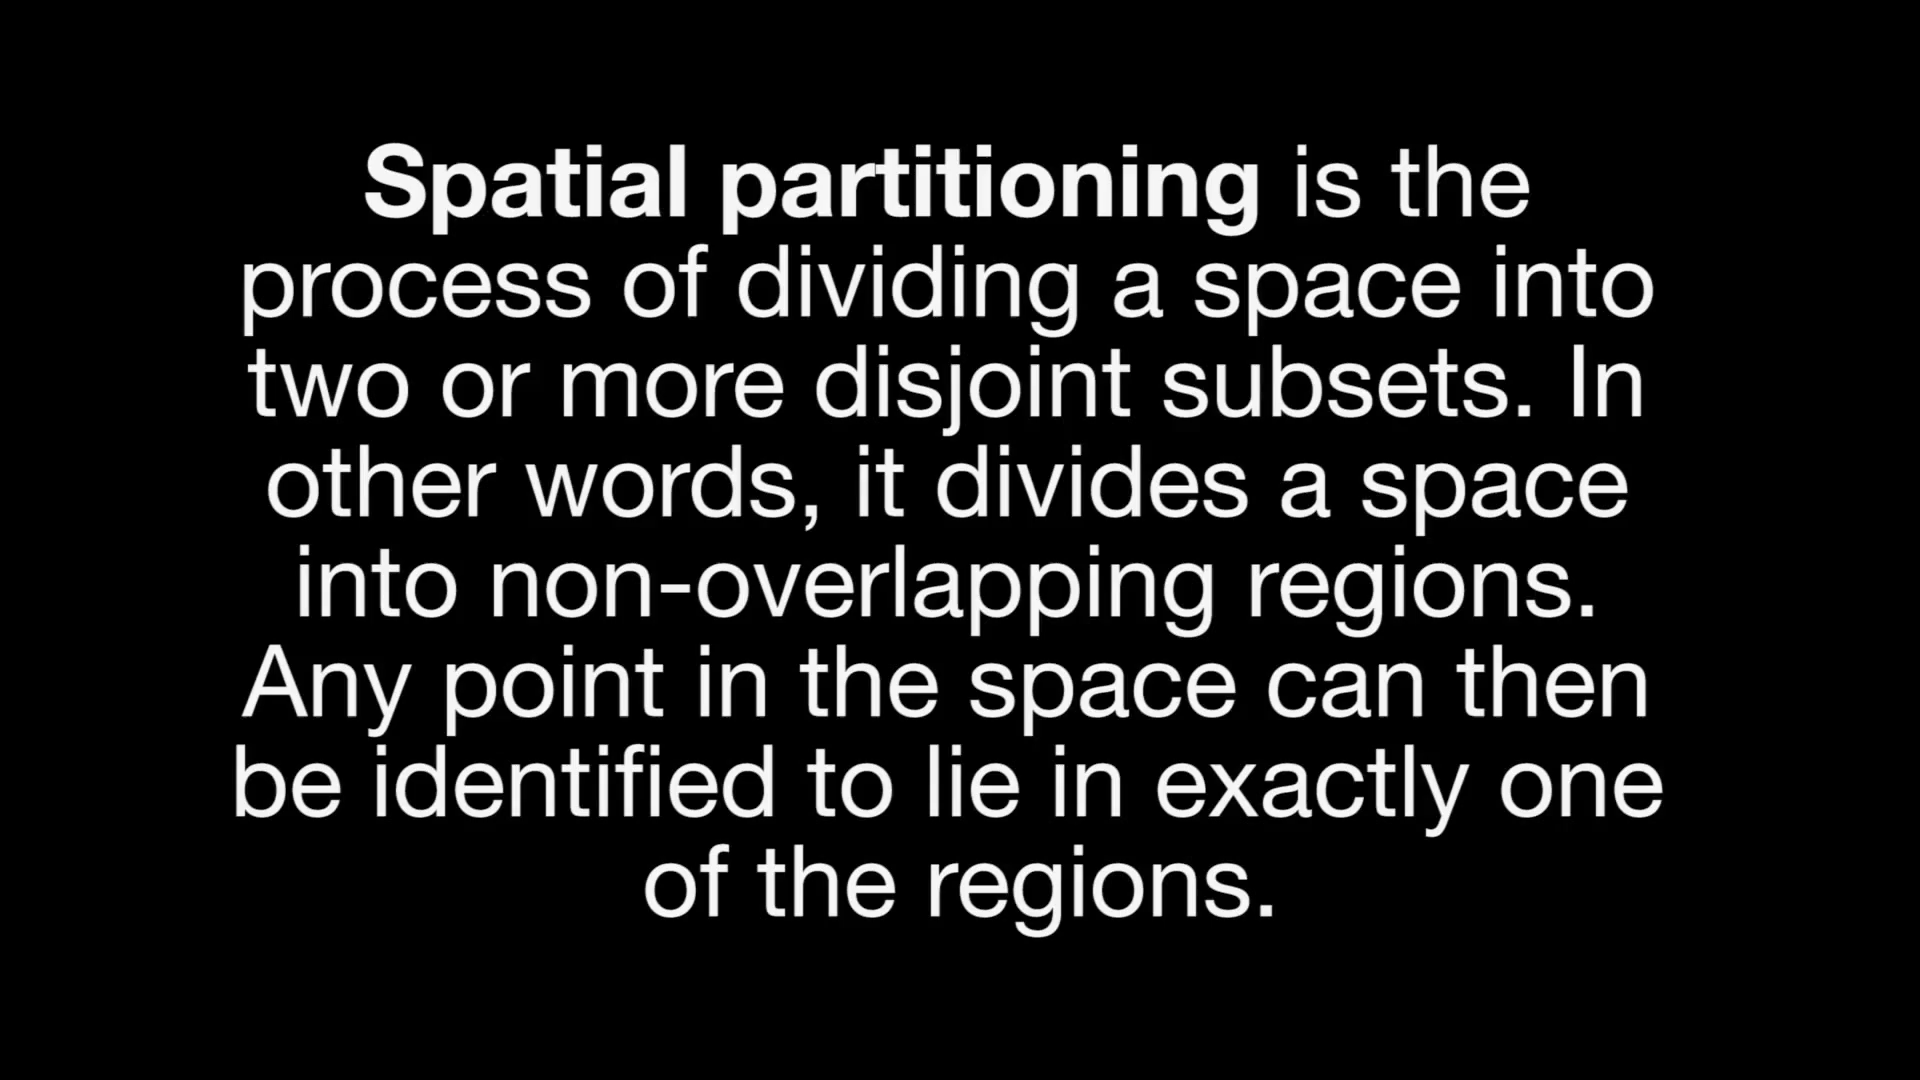 Spatial partitioning is the
process of dividing a space into
two or more disjoint subsets. In
other words, it divides a space
into non-overlapping regions.
Any point in the space can then
be identified to lie in exactly one
of the regions.